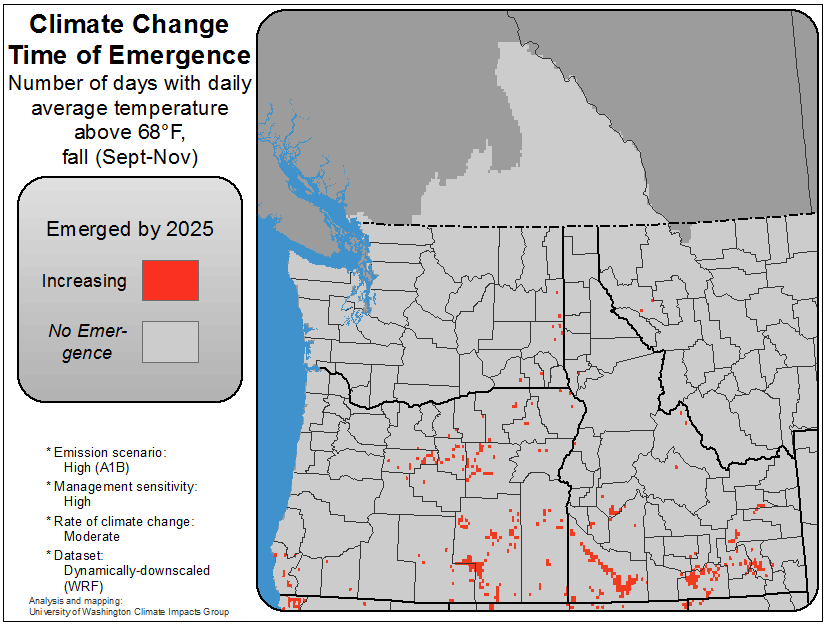 Climate Change
Time of Emergence
Number of days with daily
average temperature
above 68°F,
fall (Sept-Nov)
Emerged by 2025
Increasing
No Emer-
gence
* Emission scenario:
High (A1B)
* Management sensitivity:
High
* Rate of climate change:
Moderate
* Dataset:
Dynamically-downscaled
(WRF)
Analysis and mapping:
University of Washington Climate Impacts Group